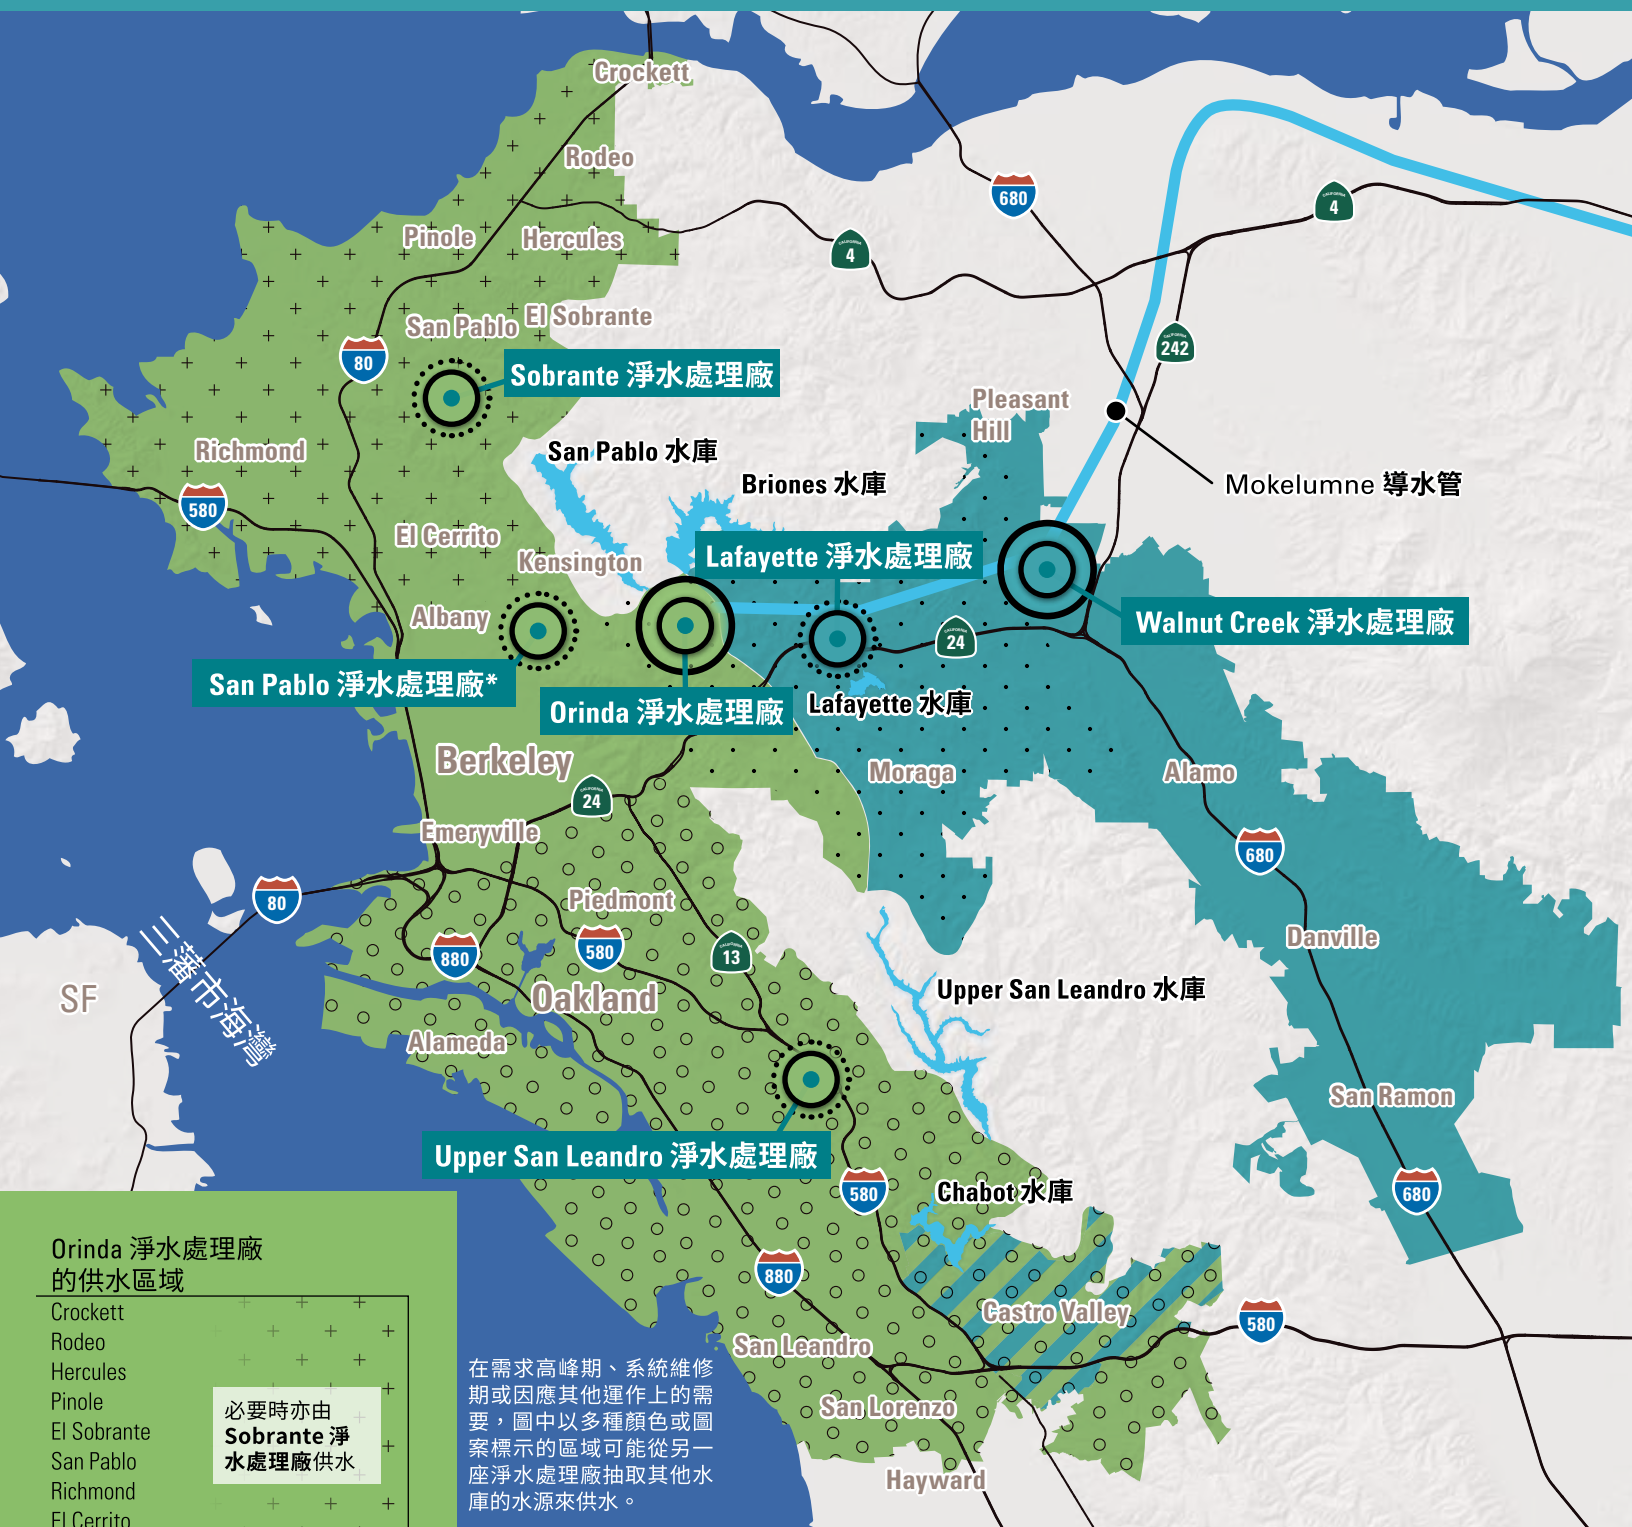 Crockett
Rodeo
680
4
Pinole
Hercules
4
El Sobrante
San Pablo
80
242
Sobrante 淨水處理廠
Pleasant
Hill
Richmond
San Pablo 水庫
Briones 水庫
Mokelumne 導水管
580
El Cerrito
Kensington
Lafayette 淨水處理廠
Albany
Walnut Creek 淨水處理廠
24
San Pablo 淨水處理廠*
Orinda 淨水處理廠
Lafayette 水庫
Berkeley
Moraga
Alamo
24
Emeryville
680
80
Piedmont
三藩市海灣
880
580
13
Danville
SF
Oakland
Upper San Leandro 水庫
Alameda
San Ramon
Upper San Leandro 淨水處理廠
580
Chabot 水庫
680
880
Castro Valley
580
San Leandro
San Lorenzo
Hayward
Orinda 淨水處理廠
的供水區域
Crockett
Rodeo
Hercules
Pinole
El Sobrante
San Pablo
Richmond
El Cerrito
必要時亦由
Sobrante 淨
水處理廠供水
在需求高峰期、系統維修
期或因應其他運作上的需
要，圖中以多種顏色或圖
案標示的區域可能從另一
座淨水處理廠抽取其他水
庫的水源來供水。